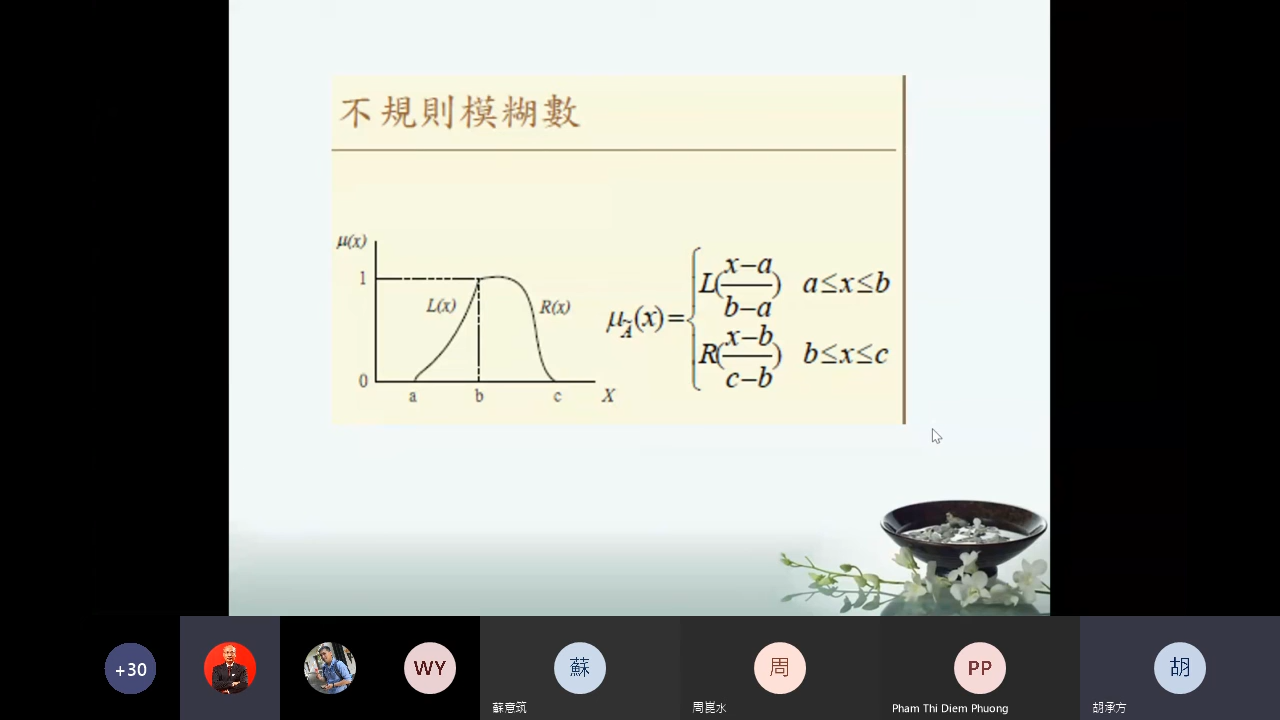 不規則模糊數
μ(x)
1
L(x)
R(x)
0
a
b
c
X
μ_Ã(x)={
L(x−a/b−a) a≤x≤b
R(x−b/c−b) b≤x≤c
+30
WY
蘇
周
PP
胡
蘇意筑
周崑水
Pham Thi Diem Phuong
胡承方